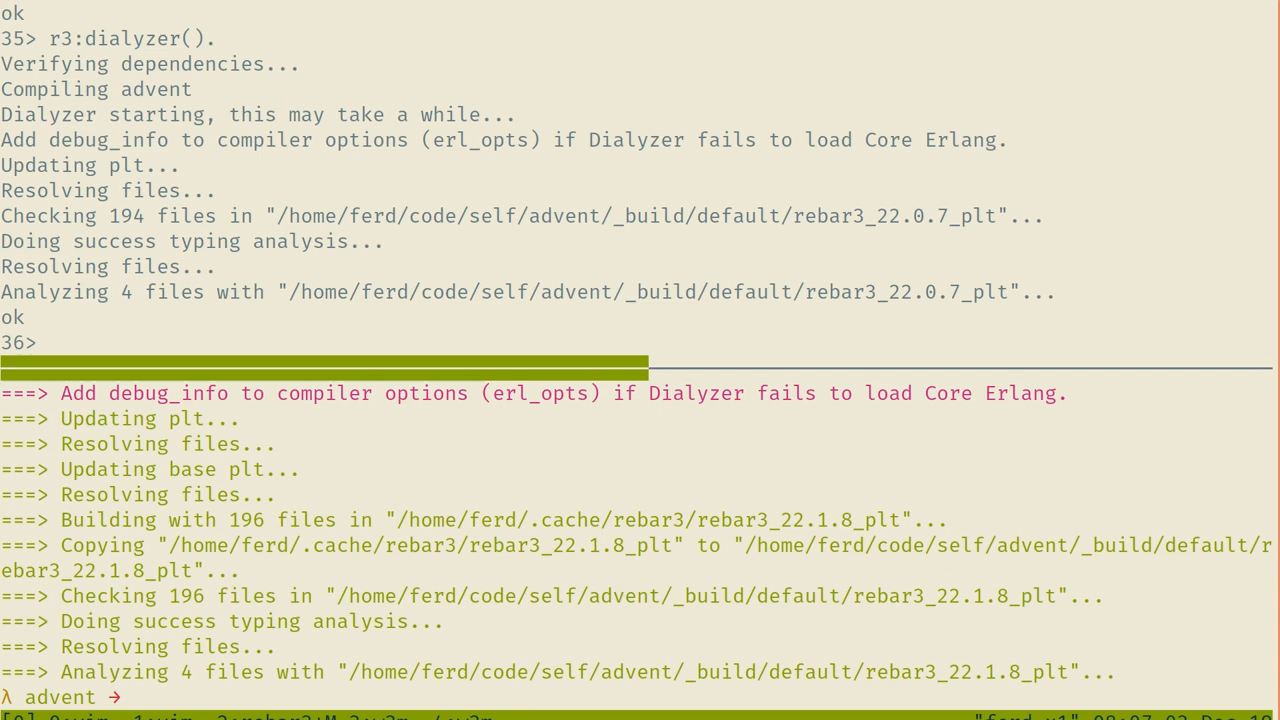 ok
35> r3:dialyzer().
Verifying dependencies...
Compiling advent
Dialyzer starting, this may take a while...
Add debug_info to compiler options (erl_opts) if Dialyzer fails to load Core Erlang.
Updating plt...
Resolving files...
Checking 194 files in "/home/ferd/code/self/advent/_build/default/rebar3_22.0.7_plt"...
Doing success typing analysis...
Resolving files...
Analyzing 4 files with "/home/ferd/code/self/advent/_build/default/rebar3_22.0.7_plt"...
ok
36>
===> Add debug_info to compiler options (erl_opts) if Dialyzer fails to load Core Erlang.
===> Updating plt...
===> Resolving files...
===> Updating base plt...
===> Resolving files...
===> Building with 196 files in "/home/ferd/.cache/rebar3/rebar3_22.1.8_plt"...
===> Copying "/home/ferd/.cache/rebar3/rebar3_22.1.8_plt" to "/home/ferd/code/self/advent/_build/default/r
ebar3_22.1.8_plt"...
===> Checking 196 files in "/home/ferd/code/self/advent/_build/default/rebar3_22.1.8_plt"...
===> Doing success typing analysis...
===> Resolving files...
===> Analyzing 4 files with "/home/ferd/code/self/advent/_build/default/rebar3_22.1.8_plt"...
λ advent →